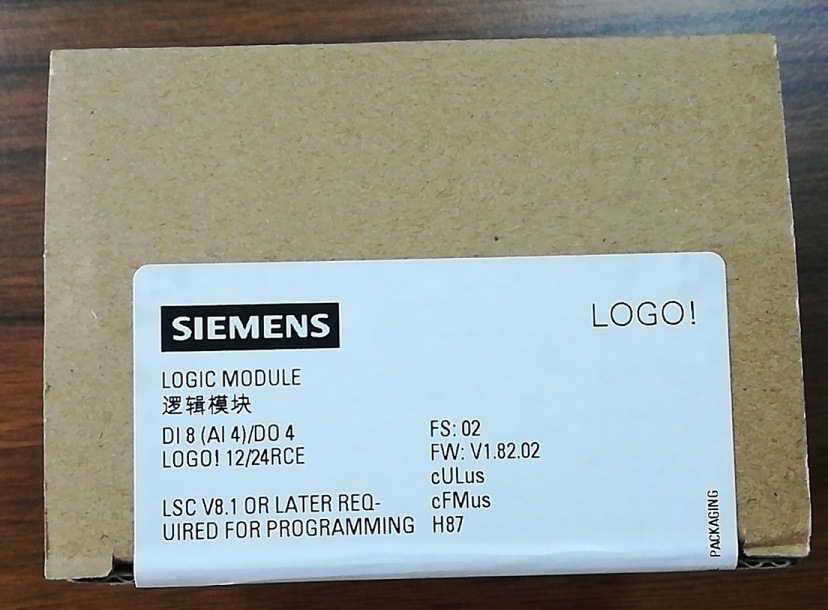 SIEMENS
LOGO!
LOGIC MODULE
逻辑模块
DI 8 (AI 4)/DO 4
LOGO! 12/24RCE
LSC V8.1 OR LATER REQ-
UIRED FOR PROGRAMMING
FS: 02
FW: V1.82.02
cULus
cFMus
H87
PACKAGING